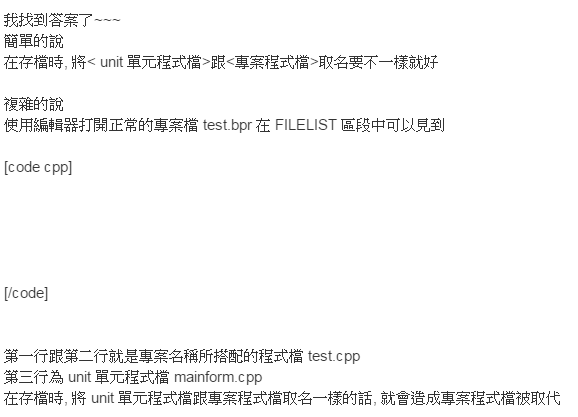 我找到答案了~~~
簡單的說
在存檔時, 將< unit 單元程式檔>跟<專案程式檔>取名要不一樣就好
複雜的說
使用編輯器打開正常的專案檔 test.bpr 在 FILELIST 區段中可以見到
[code cpp]
[/code]
第一行跟第二行就是專案名稱所搭配的程式檔 test.cpp
第三行為 unit 單元程式檔 mainform.cpp
在存檔時, 將 unit 單元程式檔跟專案程式檔取名一樣的話, 就會造成專案程式檔被取代